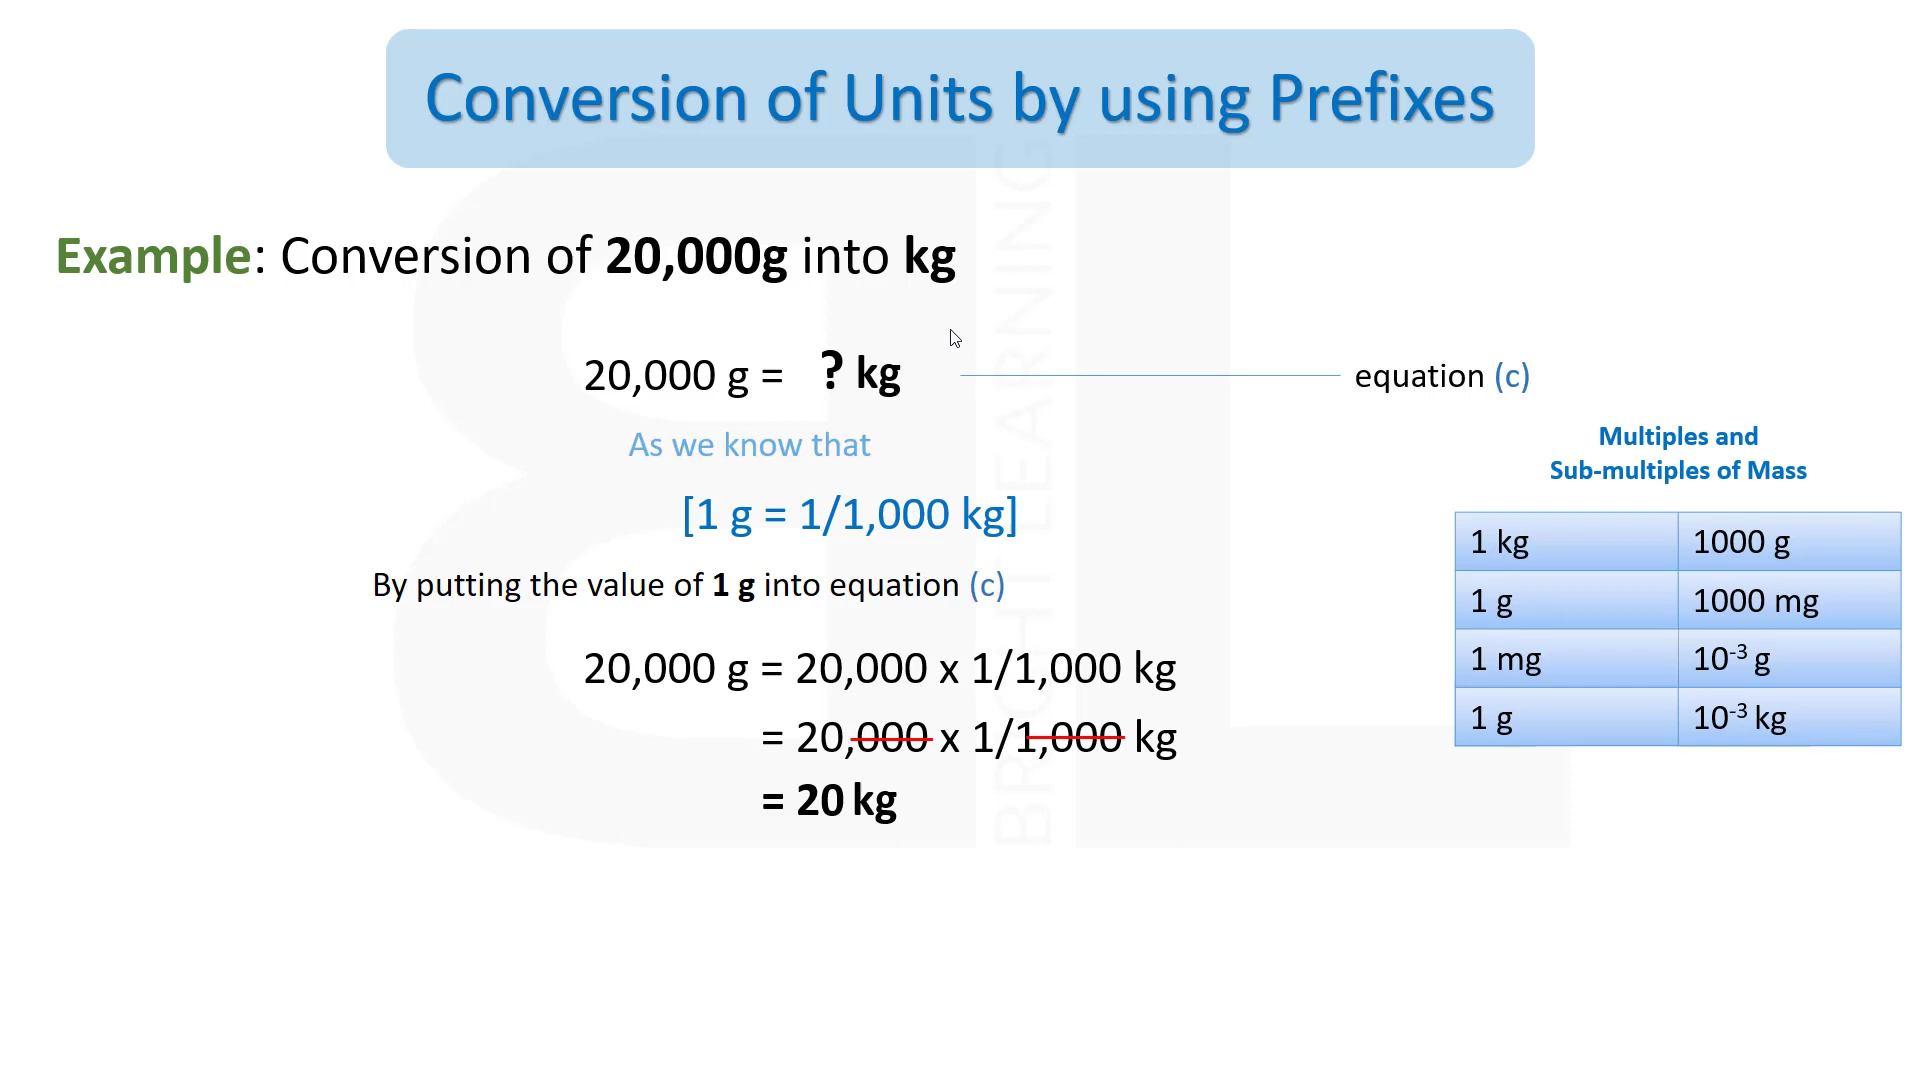 Conversion of Units by using Prefixes
Example: Conversion of 20,000g into kg
20,000 g = ? kg
equation (c)
As we know that
[1 g = 1/1,000 kg]
By putting the value of 1 g into equation (c)
20,000 g = 20,000 x 1/1,000 kg
= 20,000 x 1/1,000 kg
= 20 kg
Multiples and
Sub-multiples of Mass
1 kg 1000 g
1 g 1000 mg
1 mg 10⁻³ g
1 g 10⁻³ kg
BRIGHT LEARNING